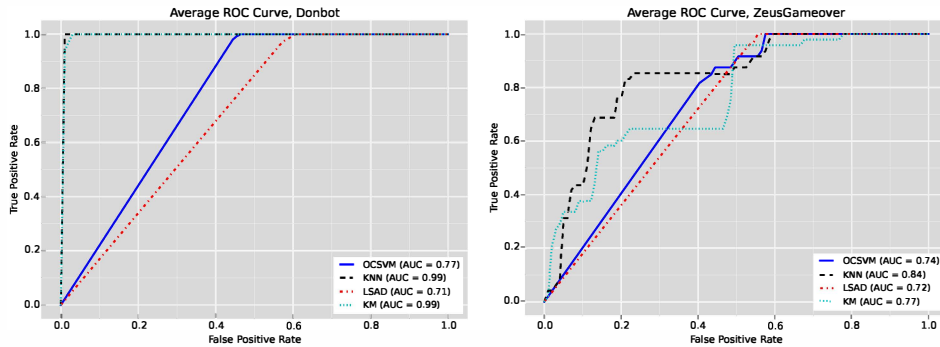 Average ROC Curve, Donbot
1.0
0.8
0.6
0.4
0.2
0.0
True Positive Rate
0.0 0.2 0.4 0.6 0.8 1.0
False Positive Rate
OCSVM (AUC = 0.77)
KNN (AUC = 0.99)
LSAD (AUC = 0.71)
KM (AUC = 0.99)
Average ROC Curve, ZeusGameover
1.0
0.8
0.6
0.4
0.2
0.0
True Positive Rate
0.0 0.2 0.4 0.6 0.8 1.0
False Positive Rate
OCSVM (AUC = 0.74)
KNN (AUC = 0.84)
LSAD (AUC = 0.72)
KM (AUC = 0.77)